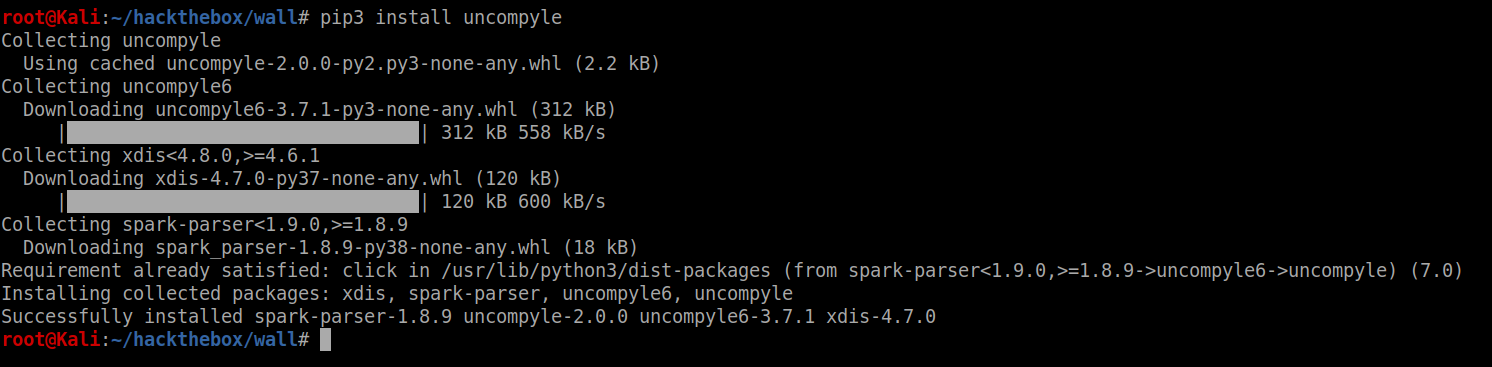 root@Kali:~/hackthebox/wall# pip3 install uncompyle
Collecting uncompyle
  Using cached uncompyle-2.0.0-py2.py3-none-any.whl (2.2 kB)
Collecting uncompyle6
  Downloading uncompyle6-3.7.1-py3-none-any.whl (312 kB)
     |████████████████████████████████| 312 kB 558 kB/s
Collecting xdis<4.8.0,>=4.6.1
  Downloading xdis-4.7.0-py37-none-any.whl (120 kB)
     |████████████████████████████████| 120 kB 600 kB/s
Collecting spark-parser<1.9.0,>=1.8.9
  Downloading spark_parser-1.8.9-py38-none-any.whl (18 kB)
Requirement already satisfied: click in /usr/lib/python3/dist-packages (from spark-parser<1.9.0,>=1.8.9->uncompyle6->uncompyle) (7.0)
Installing collected packages: xdis, spark-parser, uncompyle6, uncompyle
Successfully installed spark-parser-1.8.9 uncompyle-2.0.0 uncompyle6-3.7.1 xdis-4.7.0
root@Kali:~/hackthebox/wall#